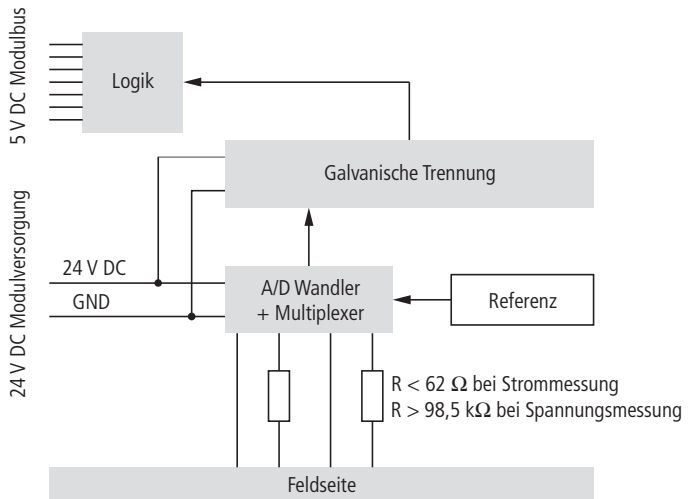 5 V DC Modulbus
Logik
Galvanische Trennung
24 V DC Modulversorgung
24 V DC
GND
A/D Wandler
+ Multiplexer
Referenz
R < 62 Ω bei Strommessung
R > 98,5 kΩ bei Spannungsmessung
Feldseite